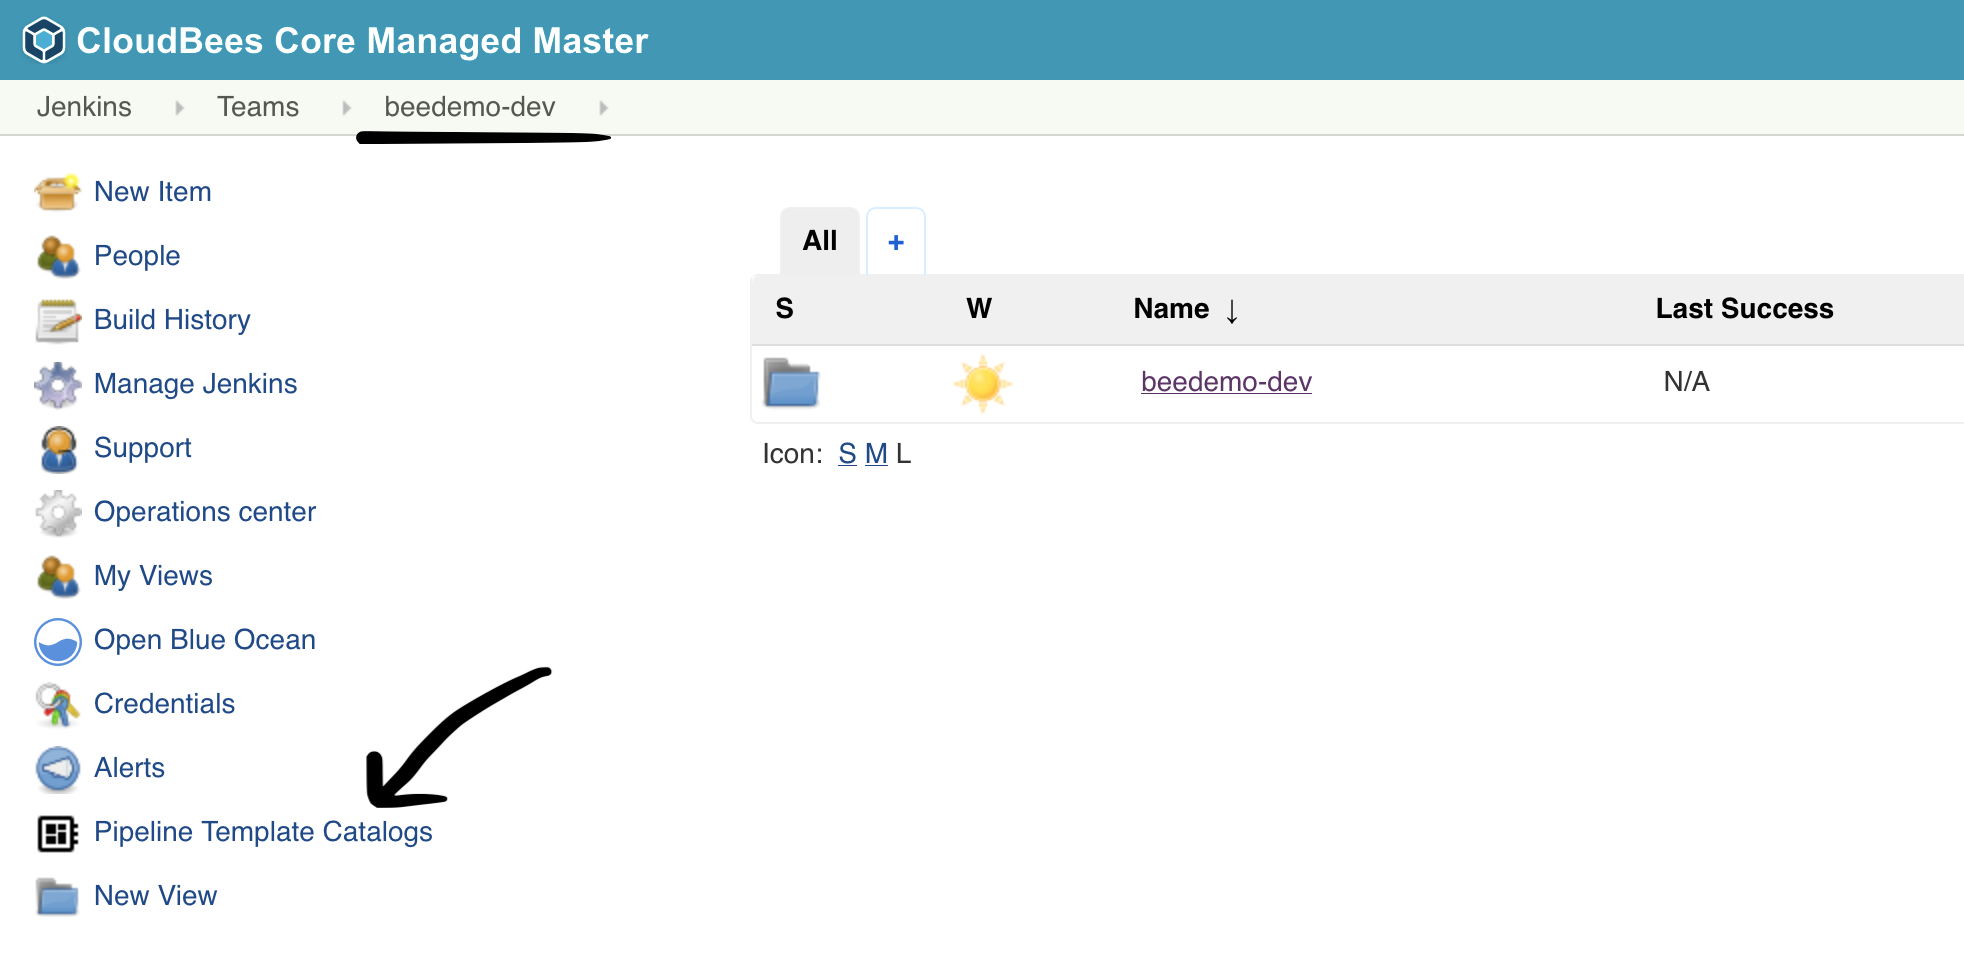 CloudBees Core Managed Master
Jenkins Teams beedemo-dev
New Item
People
Build History
Manage Jenkins
Support
Operations center
My Views
Open Blue Ocean
Credentials
Alerts
Pipeline Template Catalogs
New View
All +
S W Name ↓ Last Success
beedemo-dev N/A
Icon: S M L